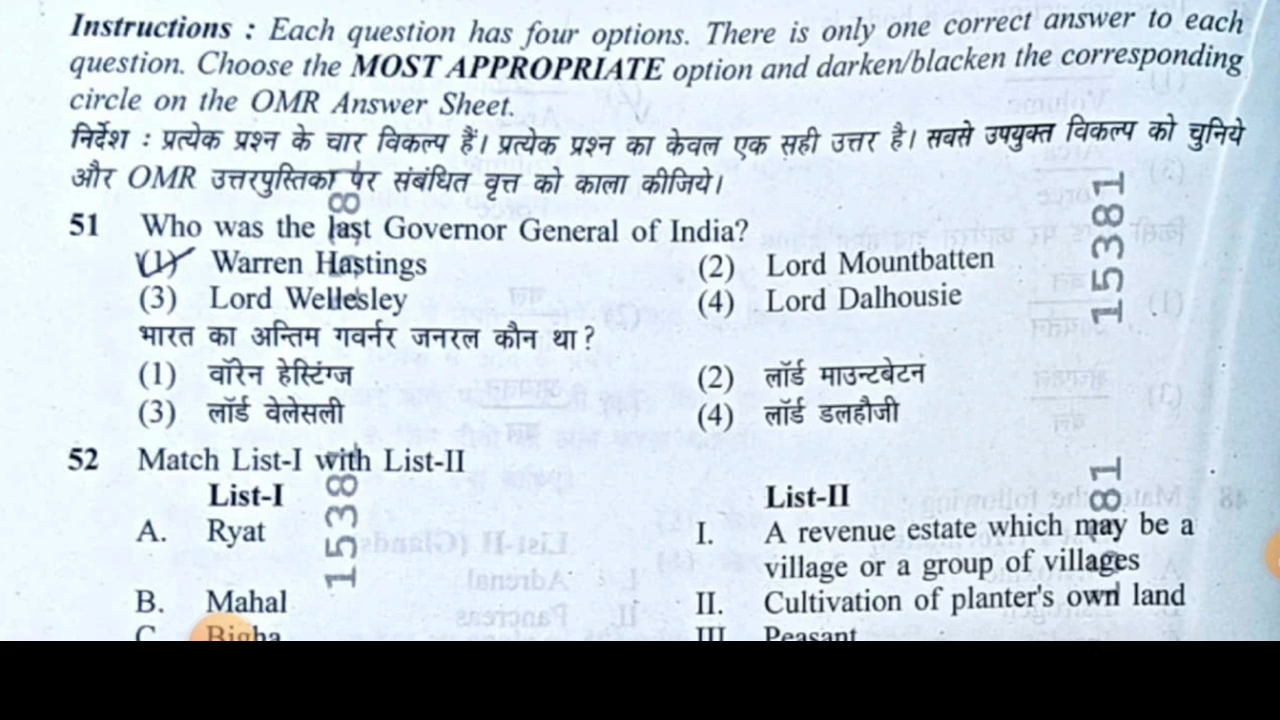 Instructions : Each question has four options. There is only one correct answer to each
question. Choose the MOST APPROPRIATE option and darken/blacken the corresponding
circle on the OMR Answer Sheet.
निर्देश : प्रत्येक प्रश्न के चार विकल्प हैं। प्रत्येक प्रश्न का केवल एक सही उत्तर है। सबसे उपयुक्त विकल्प को चुनिये
और OMR उत्तरपुस्तिका पर संबंधित वृत्त को काला कीजिये।
51 Who was the last Governor General of India?
(1) Warren Hastings (2) Lord Mountbatten
(3) Lord Wellesley (4) Lord Dalhousie
भारत का अन्तिम गवर्नर जनरल कौन था?
(1) वॉरेन हेस्टिंग्ज (2) लॉर्ड माउन्टबेटन
(3) लॉर्ड वेलेसली (4) लॉर्ड डलहौजी
52 Match List-I with List-II
List-I List-II
A. Ryat I. A revenue estate which may be a
village or a group of villages
B. Mahal II. Cultivation of planter's own land
C. Bigha III. Peasant
15381
15381